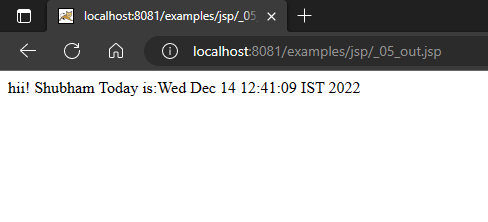 localhost:8081/examples/jsp/_05
localhost:8081/examples/jsp/_05_out.jsp
hii! Shubham Today is:Wed Dec 14 12:41:09 IST 2022